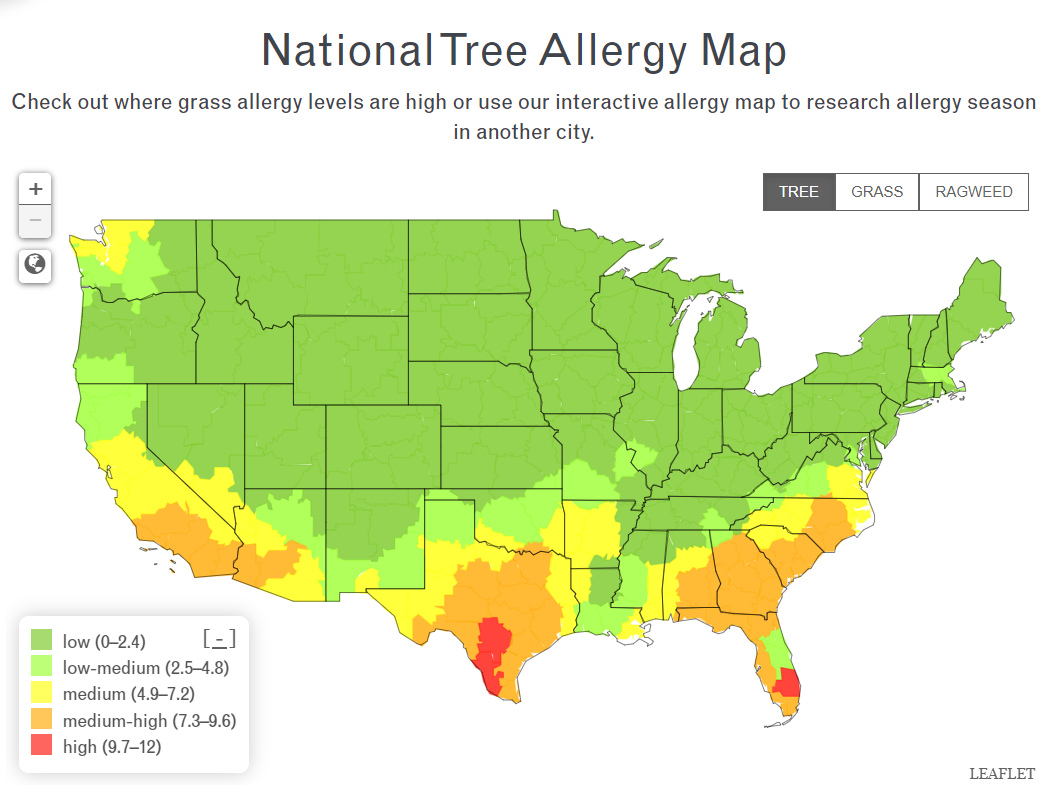 National Tree Allergy Map
Check out where grass allergy levels are high or use our interactive allergy map to research allergy season
in another city.
+
−
TREE GRASS RAGWEED
low (0–2.4) [-]
low-medium (2.5–4.8)
medium (4.9–7.2)
medium-high (7.3–9.6)
high (9.7–12)
LEAFLET